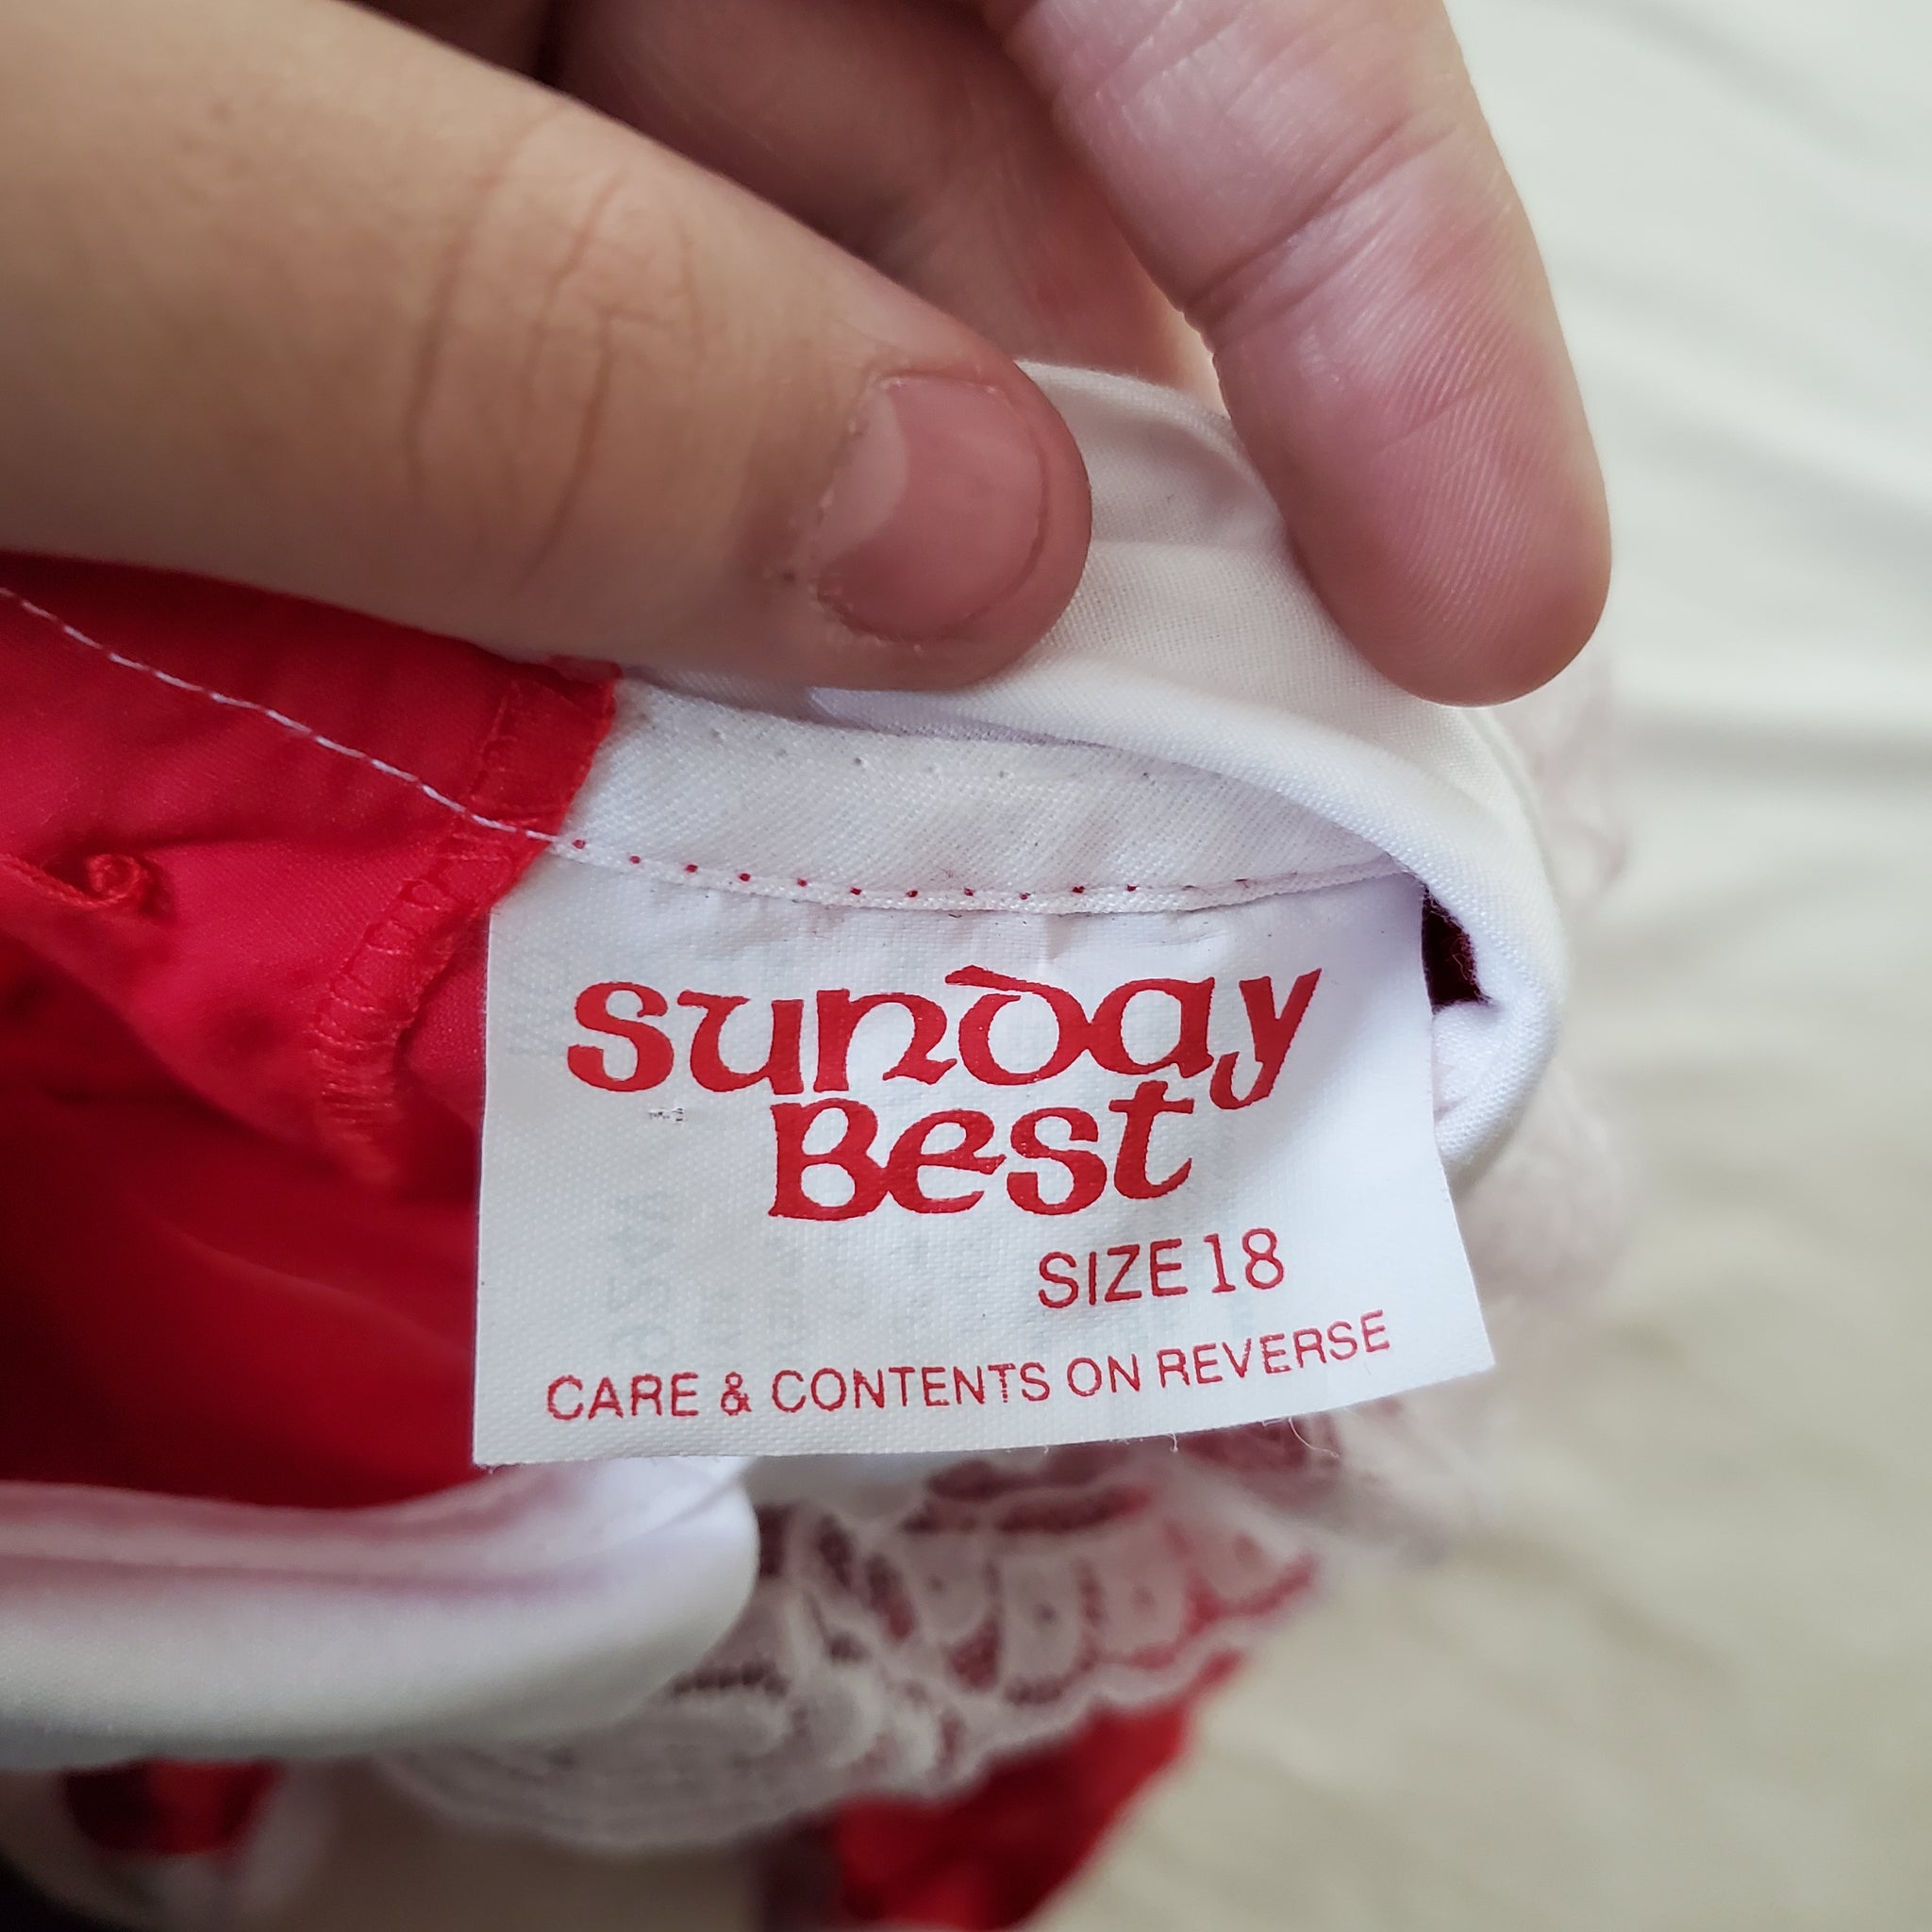 sunday
Best
SIZE 18
CARE & CONTENTS ON REVERSE